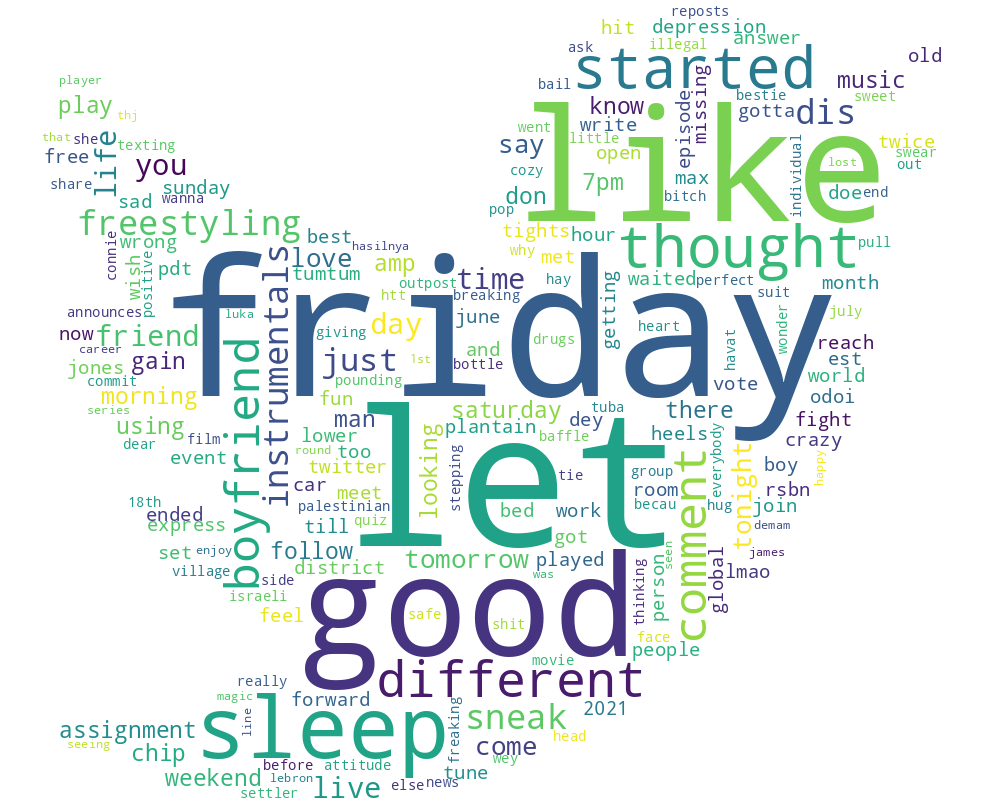 reposts
hit depression
illegal answer
ask started old
bail missing music
player bestie sweet
play know episode gotta dis
thj like
that she write went little twice
texting say open swear
free life you cozy lost out
share sunday 7pm max individual doe end
sad wanna don bitch
freestyling pop tights hour thought pull
wrong best hasilnya why met
connie love amp time hay getting waited perfect month
wish pdt tumtum outpost breaking suit
positive instrumentals htt friday heart july
announces luka day june wonder
now friend giving drugs havat reach
career gain just 1st and bottle est
jones pounding vote world
commit boyfriend fun odoi
morning let
series man saturday tuba there fight
using plantain dey
dear film lower looking baffle heels everybody crazy
event round too stepping tie comment tonight boy happy
twitter group
car meet room rsbn
18th palestinian bed work becau hug join
ended quiz
express till got demam
set enjoy follow tomorrow played seen james
village district was thinking person global lmao
side good
israeli
feel safe shit face
people
different movie
really
magic forward 2021
assignment line sleep freaking sneak head
seeing chip come
before attitude wey
weekend lebron tune
settler live else news